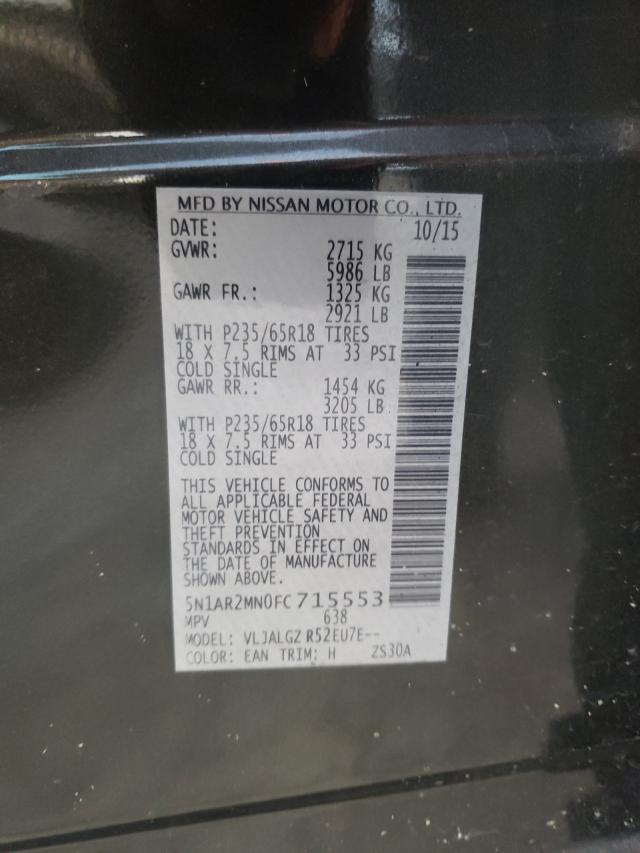 MFD BY NISSAN MOTOR CO., LTD.
DATE: 10/15
GVWR: 2715 KG
5986 LB
GAWR FR.: 1325 KG
2921 LB
WITH P235/65R18 TIRES
18 X 7.5 RIMS AT 33 PSI
COLD SINGLE
GAWR RR.: 1454 KG
3205 LB
WITH P235/65R18 TIRES
18 X 7.5 RIMS AT 33 PSI
COLD SINGLE
THIS VEHICLE CONFORMS TO
ALL APPLICABLE FEDERAL
MOTOR VEHICLE SAFETY AND
THEFT PREVENTION
STANDARDS IN EFFECT ON
THE DATE OF MANUFACTURE
SHOWN ABOVE.
5N1AR2MN0FC715553
MPV 638
MODEL: VLJALGZ R52EU7E--
COLOR: EAN TRIM: H ZS30A